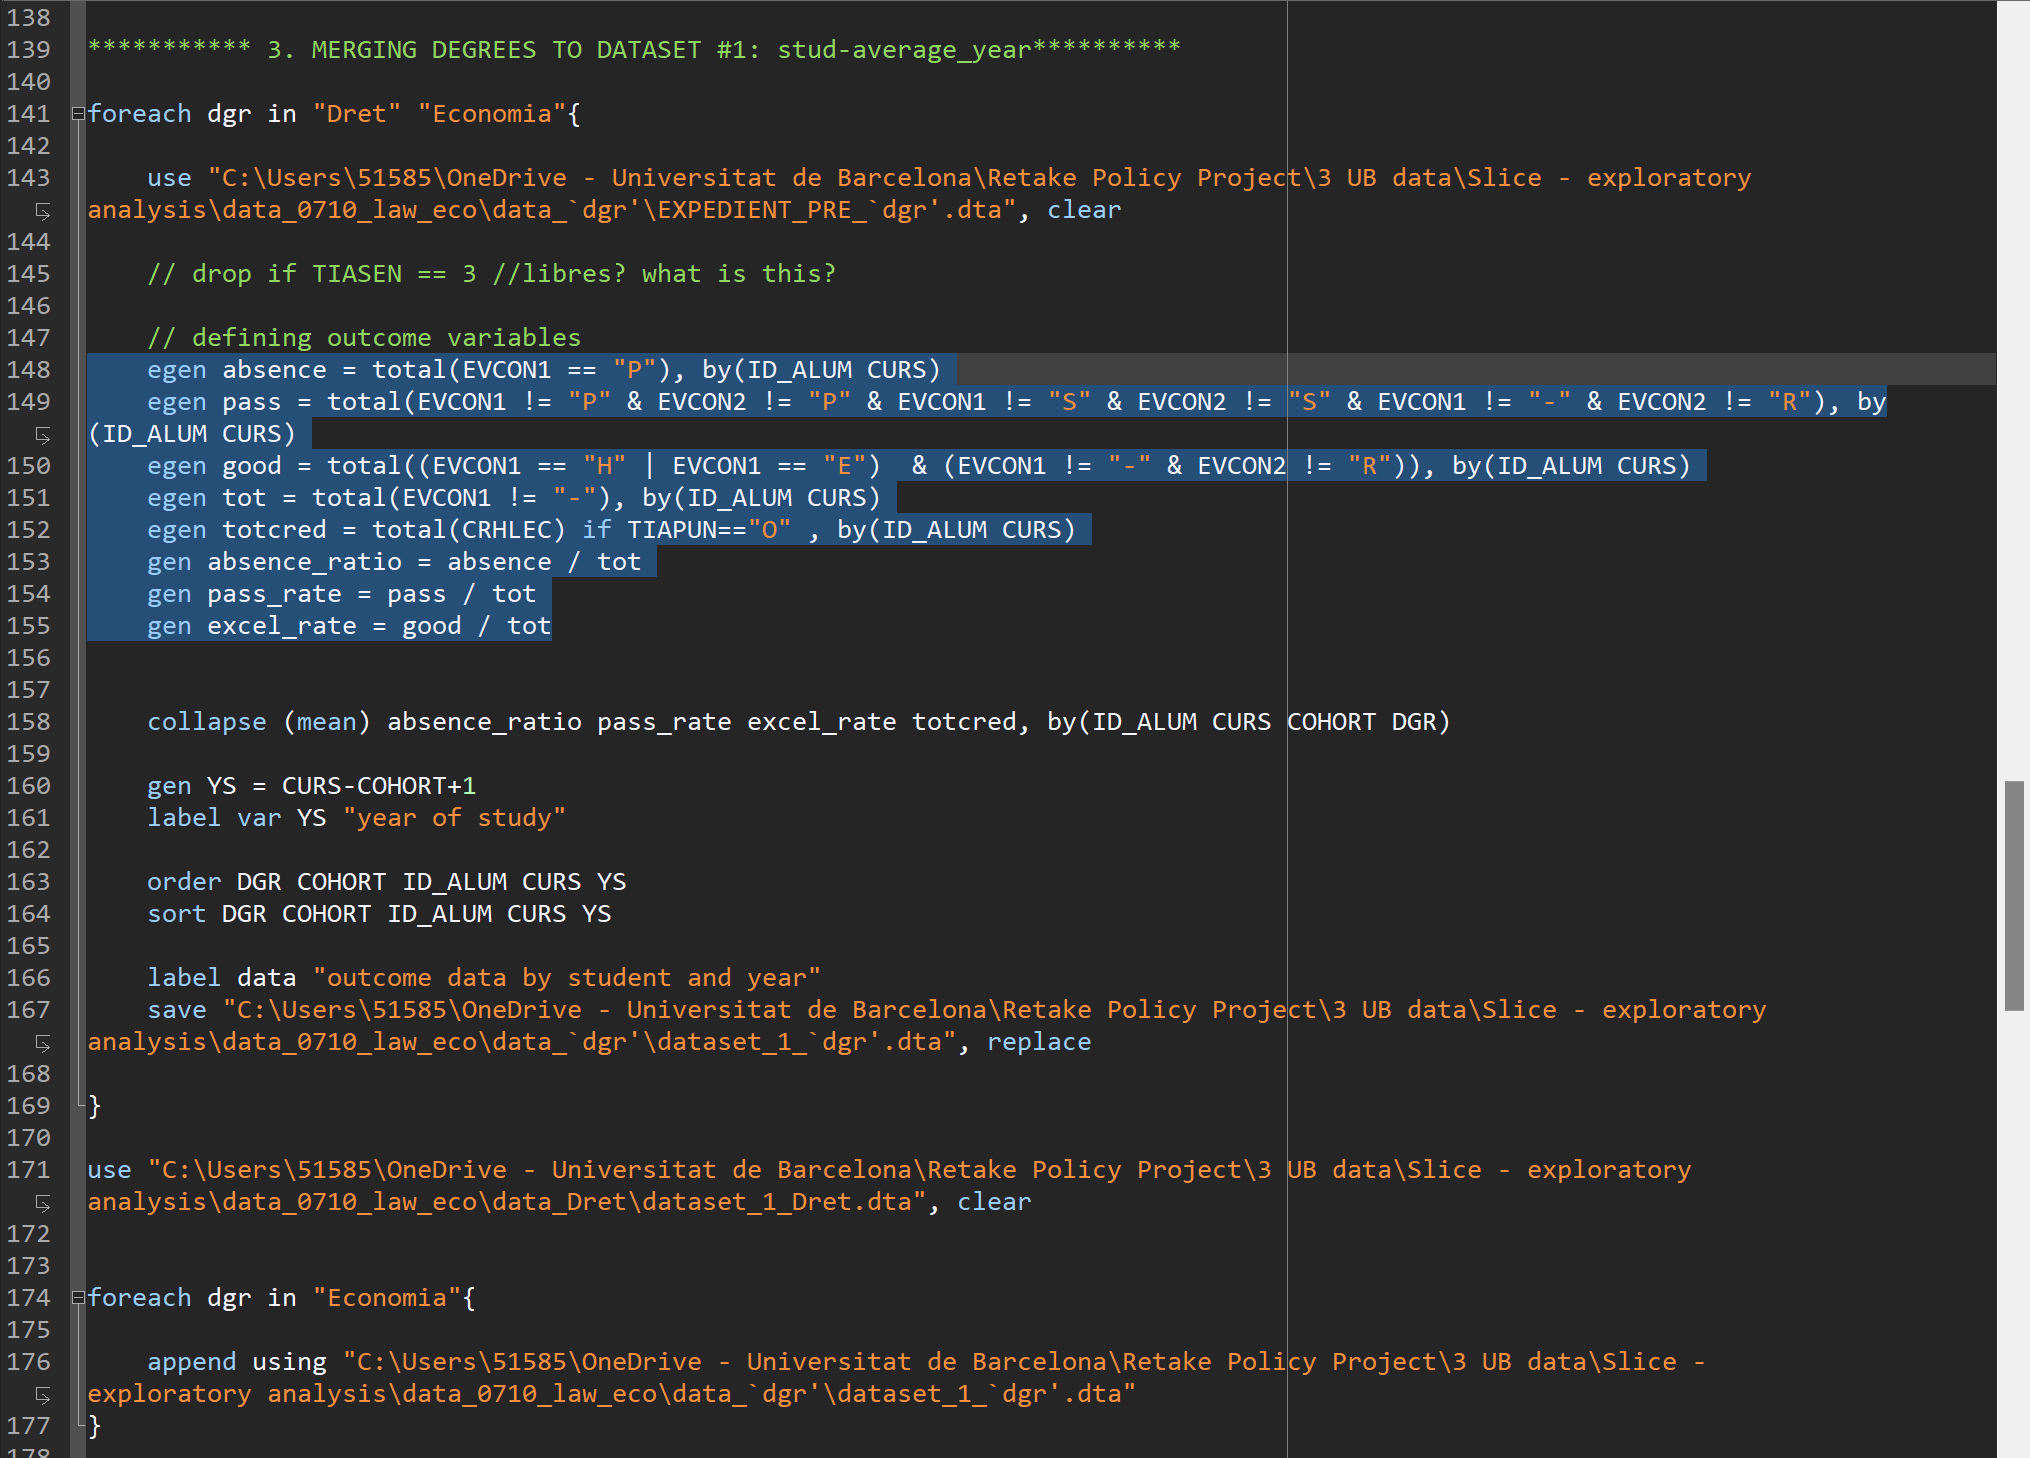 138
139 *********** 3. MERGING DEGREES TO DATASET #1: stud-average_year**********
140
141 foreach dgr in "Dret" "Economia"{
142
143 use "C:\Users\51585\OneDrive - Universitat de Barcelona\Retake Policy Project\3 UB data\Slice - exploratory
analysis\data_0710_law_eco\data_`dgr'\EXPEDIENT_PRE_`dgr'.dta", clear
144
145 // drop if TIASEN == 3 //libres? what is this?
146
147 // defining outcome variables
148 egen absence = total(EVCON1 == "P"), by(ID_ALUM CURS)
149 egen pass = total(EVCON1 != "P" & EVCON2 != "P" & EVCON1 != "S" & EVCON2 != "S" & EVCON1 != "-" & EVCON2 != "R"), by
(ID_ALUM CURS)
150 egen good = total((EVCON1 == "H" | EVCON1 == "E")  & (EVCON1 != "-" & EVCON2 != "R")), by(ID_ALUM CURS)
151 egen tot = total(EVCON1 != "-"), by(ID_ALUM CURS)
152 egen totcred = total(CRHLEC) if TIAPUN=="O" , by(ID_ALUM CURS)
153 gen absence_ratio = absence / tot
154 gen pass_rate = pass / tot
155 gen excel_rate = good / tot
156
157
158 collapse (mean) absence_ratio pass_rate excel_rate totcred, by(ID_ALUM CURS COHORT DGR)
159
160 gen YS = CURS-COHORT+1
161 label var YS "year of study"
162
163 order DGR COHORT ID_ALUM CURS YS
164 sort DGR COHORT ID_ALUM CURS YS
165
166 label data "outcome data by student and year"
167 save "C:\Users\51585\OneDrive - Universitat de Barcelona\Retake Policy Project\3 UB data\Slice - exploratory
analysis\data_0710_law_eco\data_`dgr'\dataset_1_`dgr'.dta", replace
168
169 }
170
171 use "C:\Users\51585\OneDrive - Universitat de Barcelona\Retake Policy Project\3 UB data\Slice - exploratory
analysis\data_0710_law_eco\data_Dret\dataset_1_Dret.dta", clear
172
173
174 foreach dgr in "Economia"{
175
176 append using "C:\Users\51585\OneDrive - Universitat de Barcelona\Retake Policy Project\3 UB data\Slice -
exploratory analysis\data_0710_law_eco\data_`dgr'\dataset_1_`dgr'.dta"
177 }
178